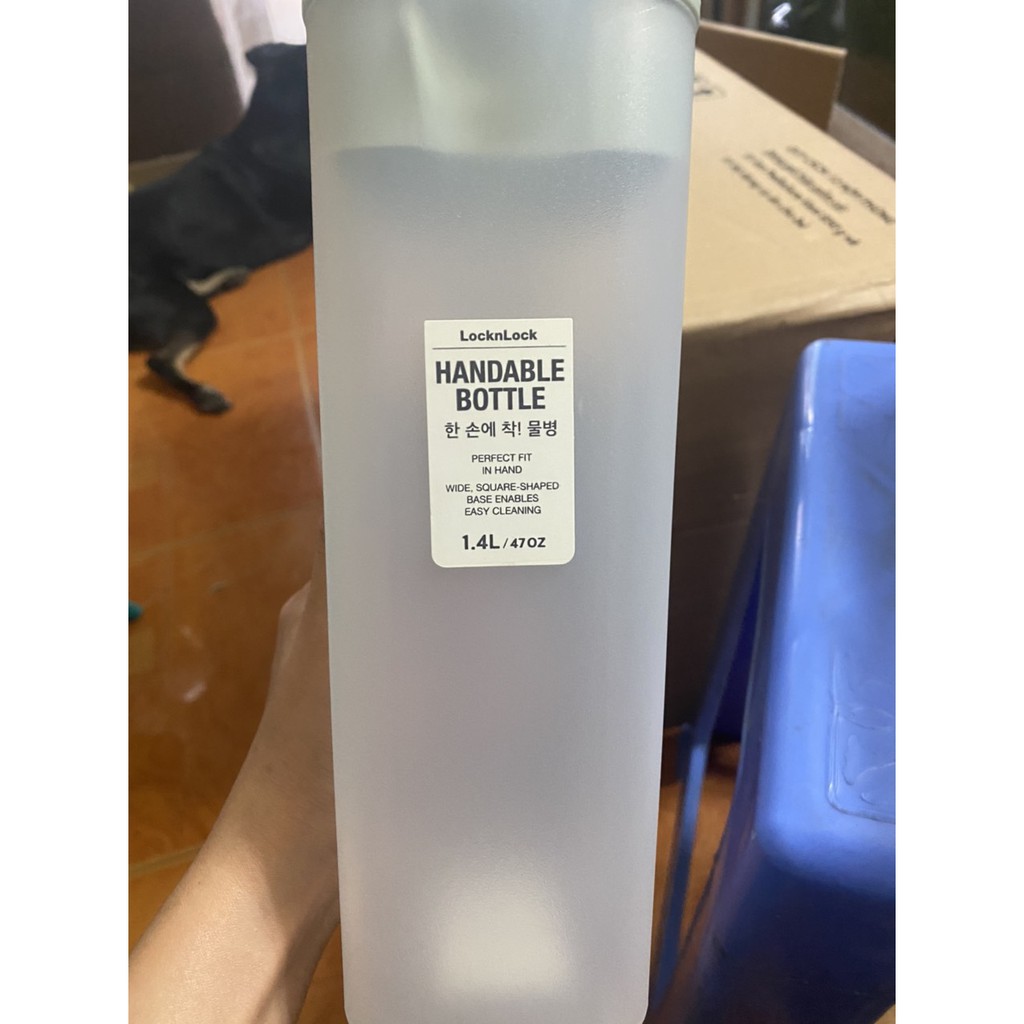 LocknLock
HANDABLE
BOTTLE
한 손에 착! 물병
PERFECT FIT
IN HAND
WIDE, SQUARE-SHAPED
BASE ENABLES
EASY CLEANING
1.4L / 47 OZ